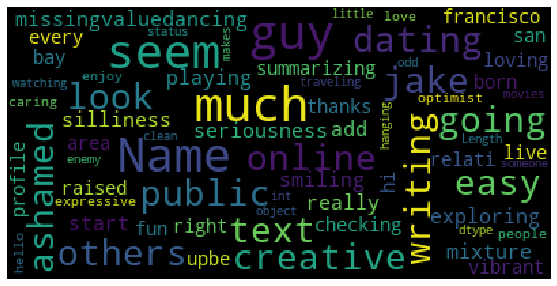 missingvaluedancing status little love francisco
every seem makes guy dating san
bay look playing enjoy odd traveling loving
watching summarizing jake born
caring movies
silliness much thanks optimist going
seriousness add hanging writing
area Name online relati live
profile ashamed clean enemy smiling hi easy
raised public really Length someone
expressive int exploring
hello start text checking dtype people
fun right object mixture
others upbe creative vibrant